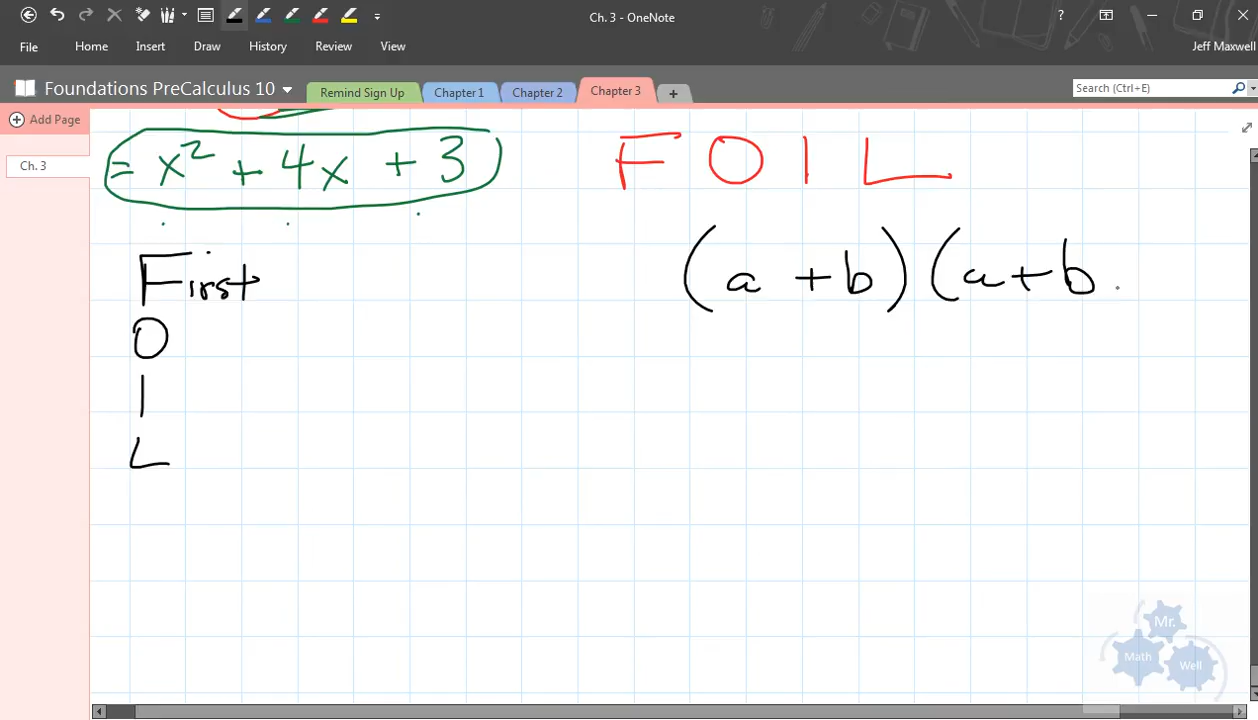 Ch. 3 - OneNote
File Home Insert Draw History Review View
Jeff Maxwell
Foundations PreCalculus 10
Remind Sign Up Chapter 1 Chapter 2 Chapter 3 +
Search (Ctrl+E)
Add Page
Ch. 3
= x² + 4x + 3
F O I L
First
(a + b)(a + b
O
I
L
Mr.
Math
Well